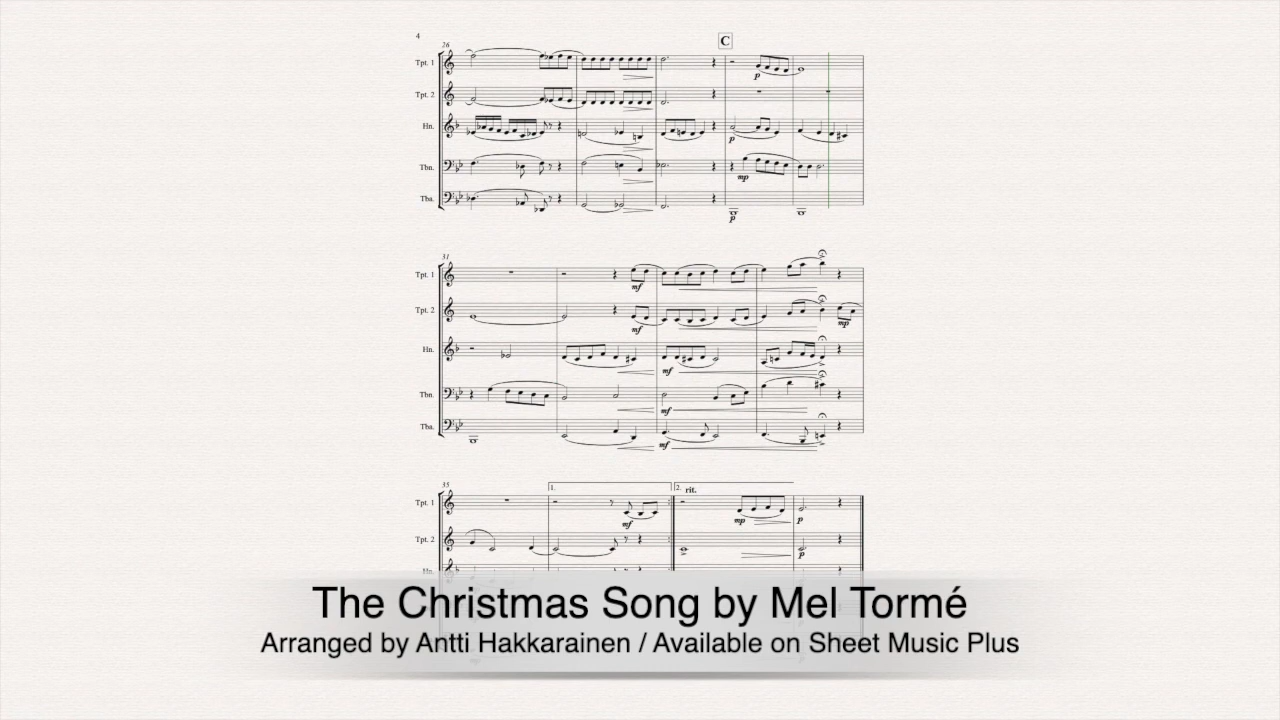 4
C
26
Tpt. 1
p
Tpt. 2
Hn.
p
Tbn.
mp
Tba.
p
31
Tpt. 1
mf
Tpt. 2
mf
mp
Hn.
mf
Tbn.
mf
Tba.
mf
35
1.
2. rit.
Tpt. 1
mf
mp
p
Tpt. 2
p
Hn.
The Christmas Song by Mel Tormé
Arranged by Antti Hakkarainen / Available on Sheet Music Plus